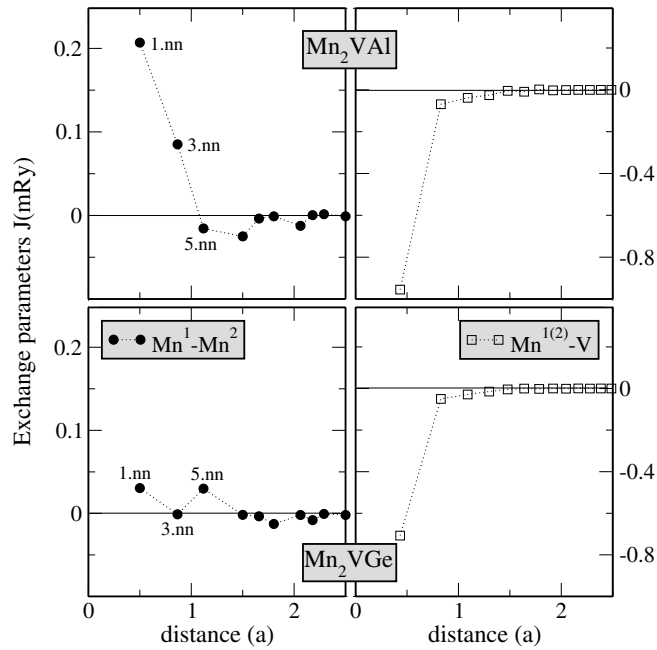 Mn2VAl
0.2
0.1
0
1.nn
3.nn
5.nn
0
-0.4
-0.8
Exchange parameters J(mRy)
Mn1-Mn2
Mn1(2)-V
0.2
0.1
0
1.nn
3.nn
5.nn
0
-0.4
-0.8
Mn2VGe
0 1 2
0 1 2
distance (a)
distance (a)